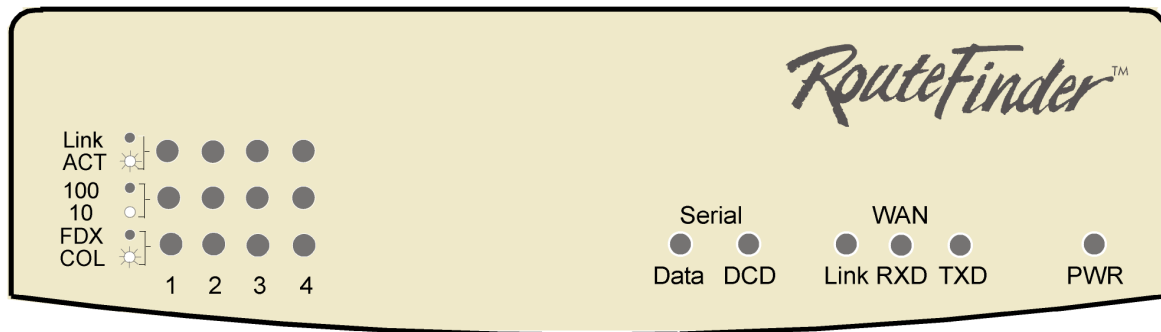 RouteFinder™
Link
ACT
100
10
FDX
COL
1 2 3 4
Serial WAN
Data DCD Link RXD TXD PWR